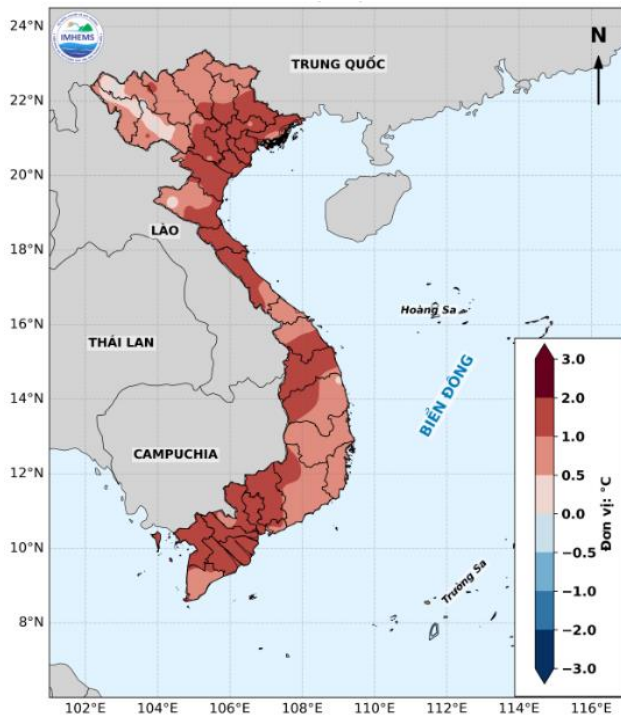 24°N
22°N
20°N
18°N
16°N
14°N
12°N
10°N
8°N
IMHEMS
TRUNG QUỐC
N
LÀO
THÁI LAN
CAMPUCHIA
Hoàng Sa
BIỂN ĐÔNG
Trường Sa
3.0
2.0
1.0
0.5
0.0
−0.5
−1.0
−2.0
−3.0
Đơn vị: °C
102°E 104°E 106°E 108°E 110°E 112°E 114°E 116°E